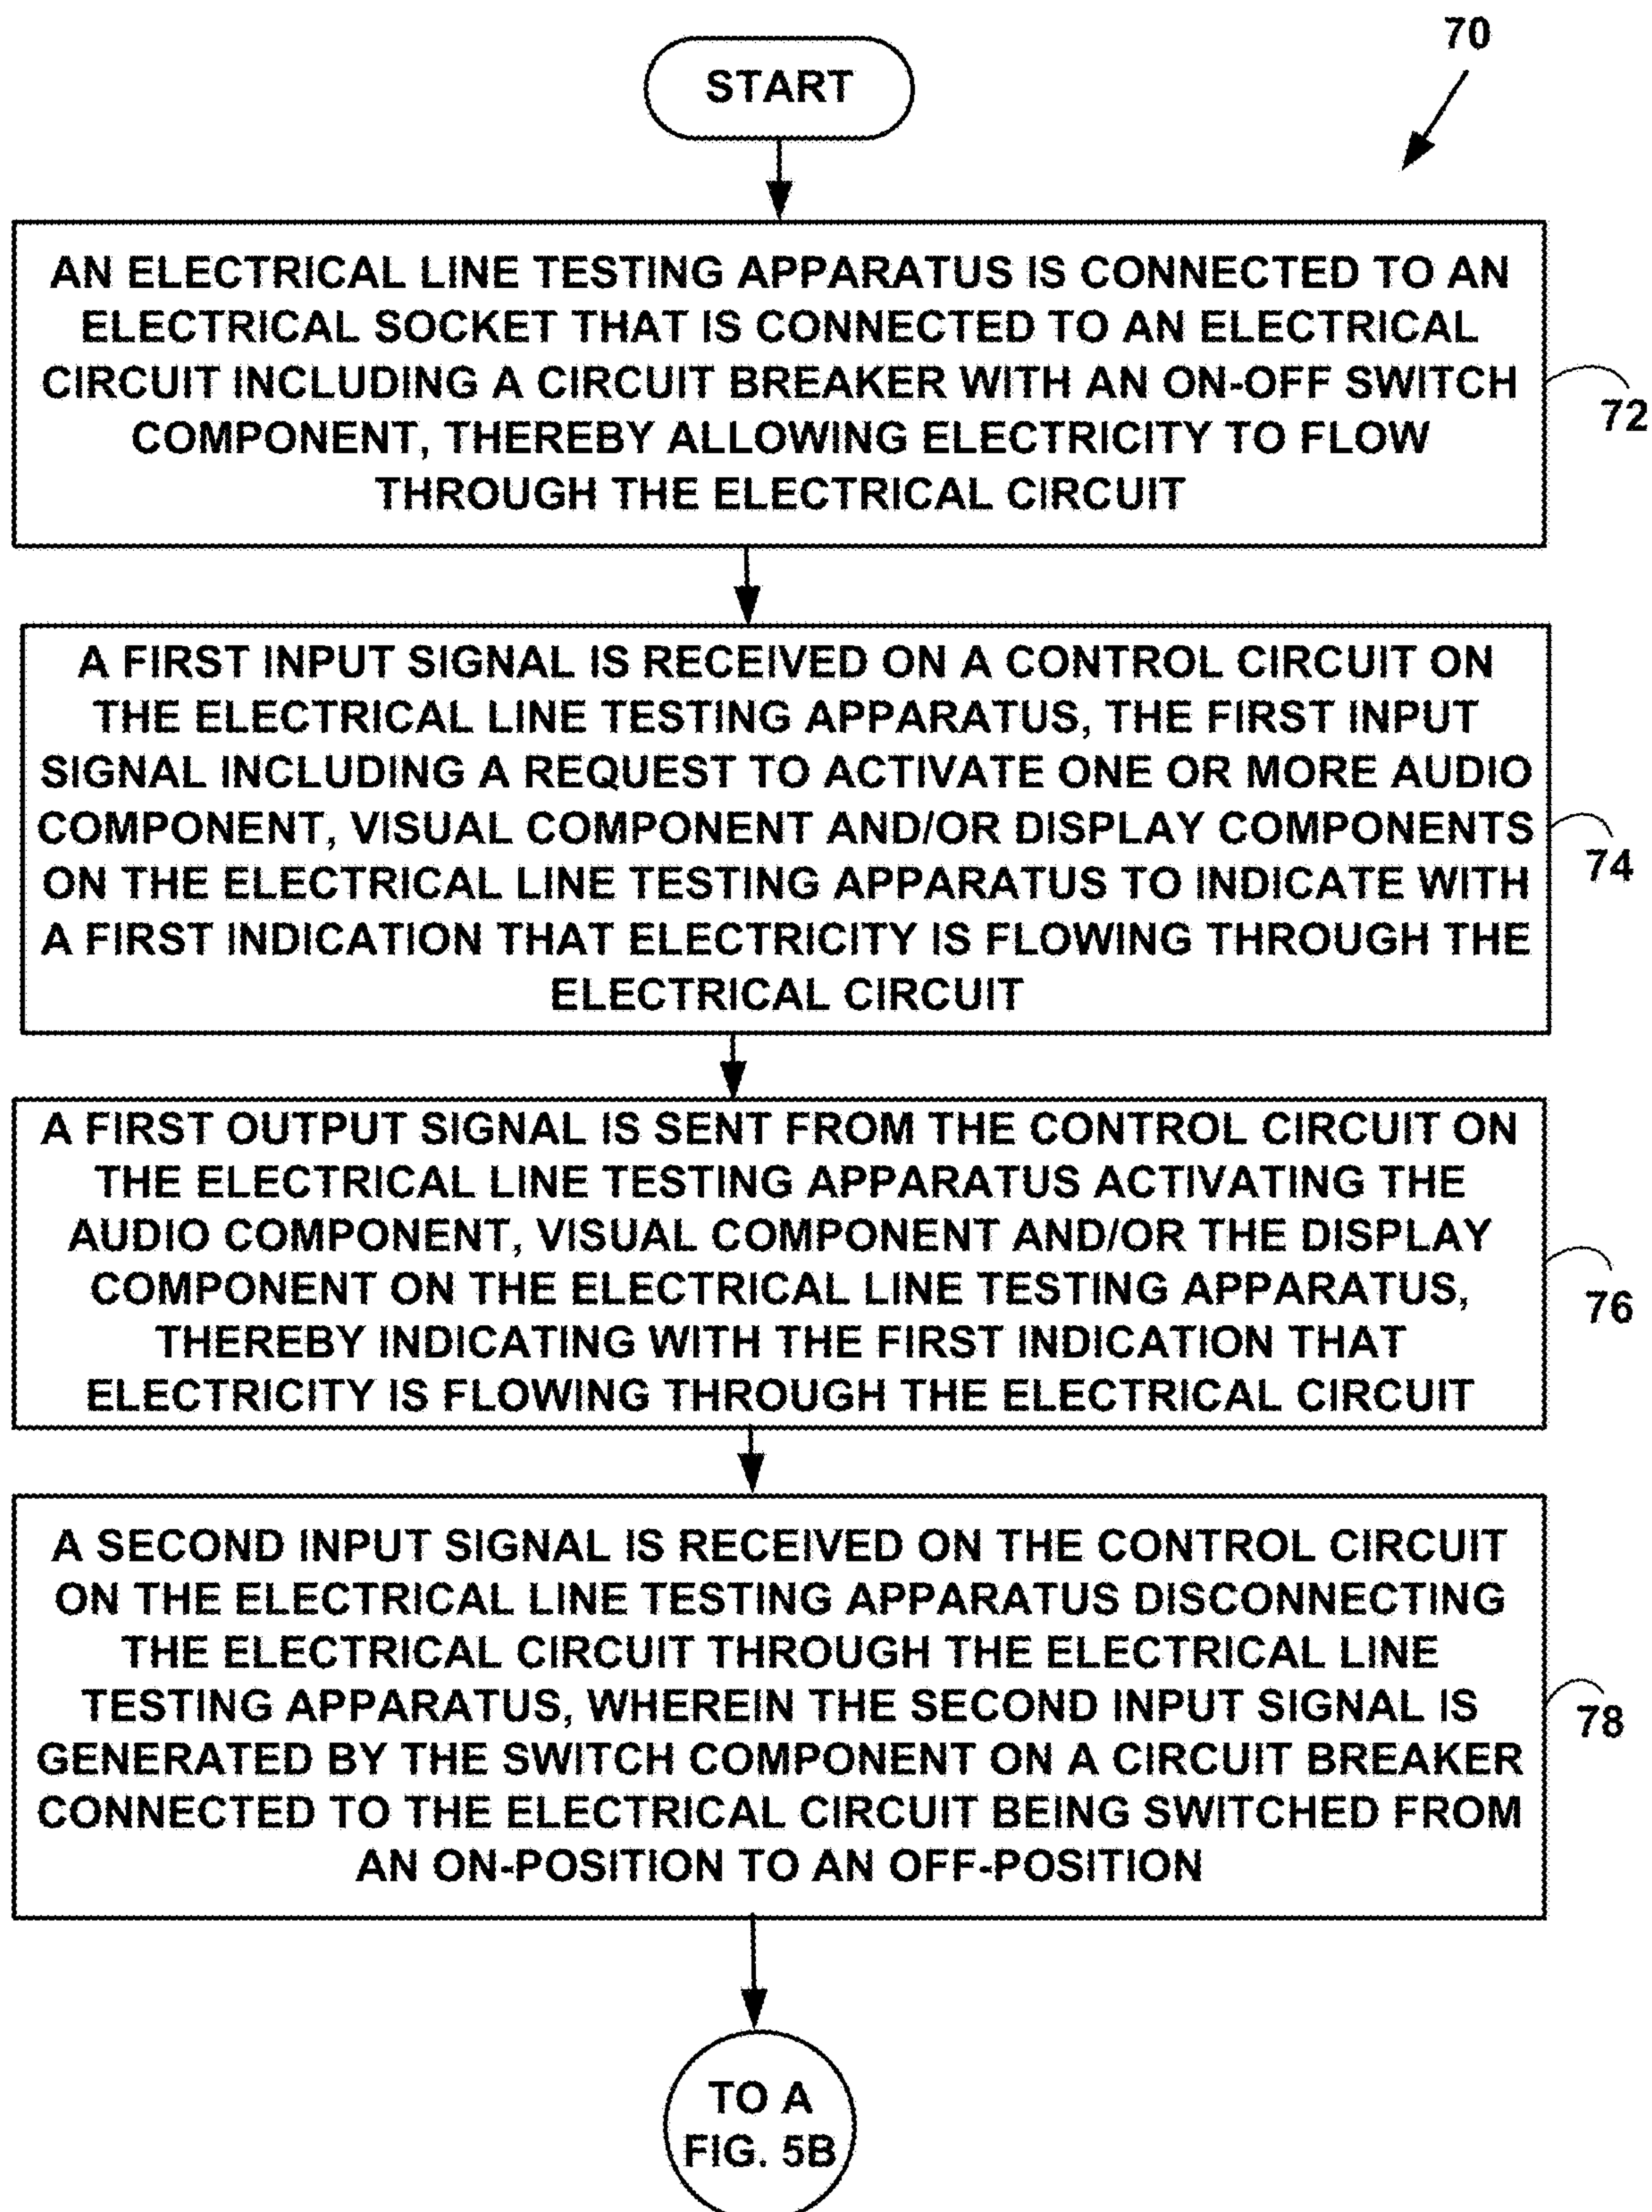 70
START
AN ELECTRICAL LINE TESTING APPARATUS IS CONNECTED TO AN
ELECTRICAL SOCKET THAT IS CONNECTED TO AN ELECTRICAL
CIRCUIT INCLUDING A CIRCUIT BREAKER WITH AN ON-OFF SWITCH
COMPONENT, THEREBY ALLOWING ELECTRICITY TO FLOW
THROUGH THE ELECTRICAL CIRCUIT
72
A FIRST INPUT SIGNAL IS RECEIVED ON A CONTROL CIRCUIT ON
THE ELECTRICAL LINE TESTING APPARATUS, THE FIRST INPUT
SIGNAL INCLUDING A REQUEST TO ACTIVATE ONE OR MORE AUDIO
COMPONENT, VISUAL COMPONENT AND/OR DISPLAY COMPONENTS
ON THE ELECTRICAL LINE TESTING APPARATUS TO INDICATE WITH
A FIRST INDICATION THAT ELECTRICITY IS FLOWING THROUGH THE
ELECTRICAL CIRCUIT
74
A FIRST OUTPUT SIGNAL IS SENT FROM THE CONTROL CIRCUIT ON
THE ELECTRICAL LINE TESTING APPARATUS ACTIVATING THE
AUDIO COMPONENT, VISUAL COMPONENT AND/OR THE DISPLAY
COMPONENT ON THE ELECTRICAL LINE TESTING APPARATUS,
THEREBY INDICATING WITH THE FIRST INDICATION THAT
ELECTRICITY IS FLOWING THROUGH THE ELECTRICAL CIRCUIT
76
A SECOND INPUT SIGNAL IS RECEIVED ON THE CONTROL CIRCUIT
ON THE ELECTRICAL LINE TESTING APPARATUS DISCONNECTING
THE ELECTRICAL CIRCUIT THROUGH THE ELECTRICAL LINE
TESTING APPARATUS, WHEREIN THE SECOND INPUT SIGNAL IS
GENERATED BY THE SWITCH COMPONENT ON A CIRCUIT BREAKER
CONNECTED TO THE ELECTRICAL CIRCUIT BEING SWITCHED FROM
AN ON-POSITION TO AN OFF-POSITION
78
TO A
FIG. 5B